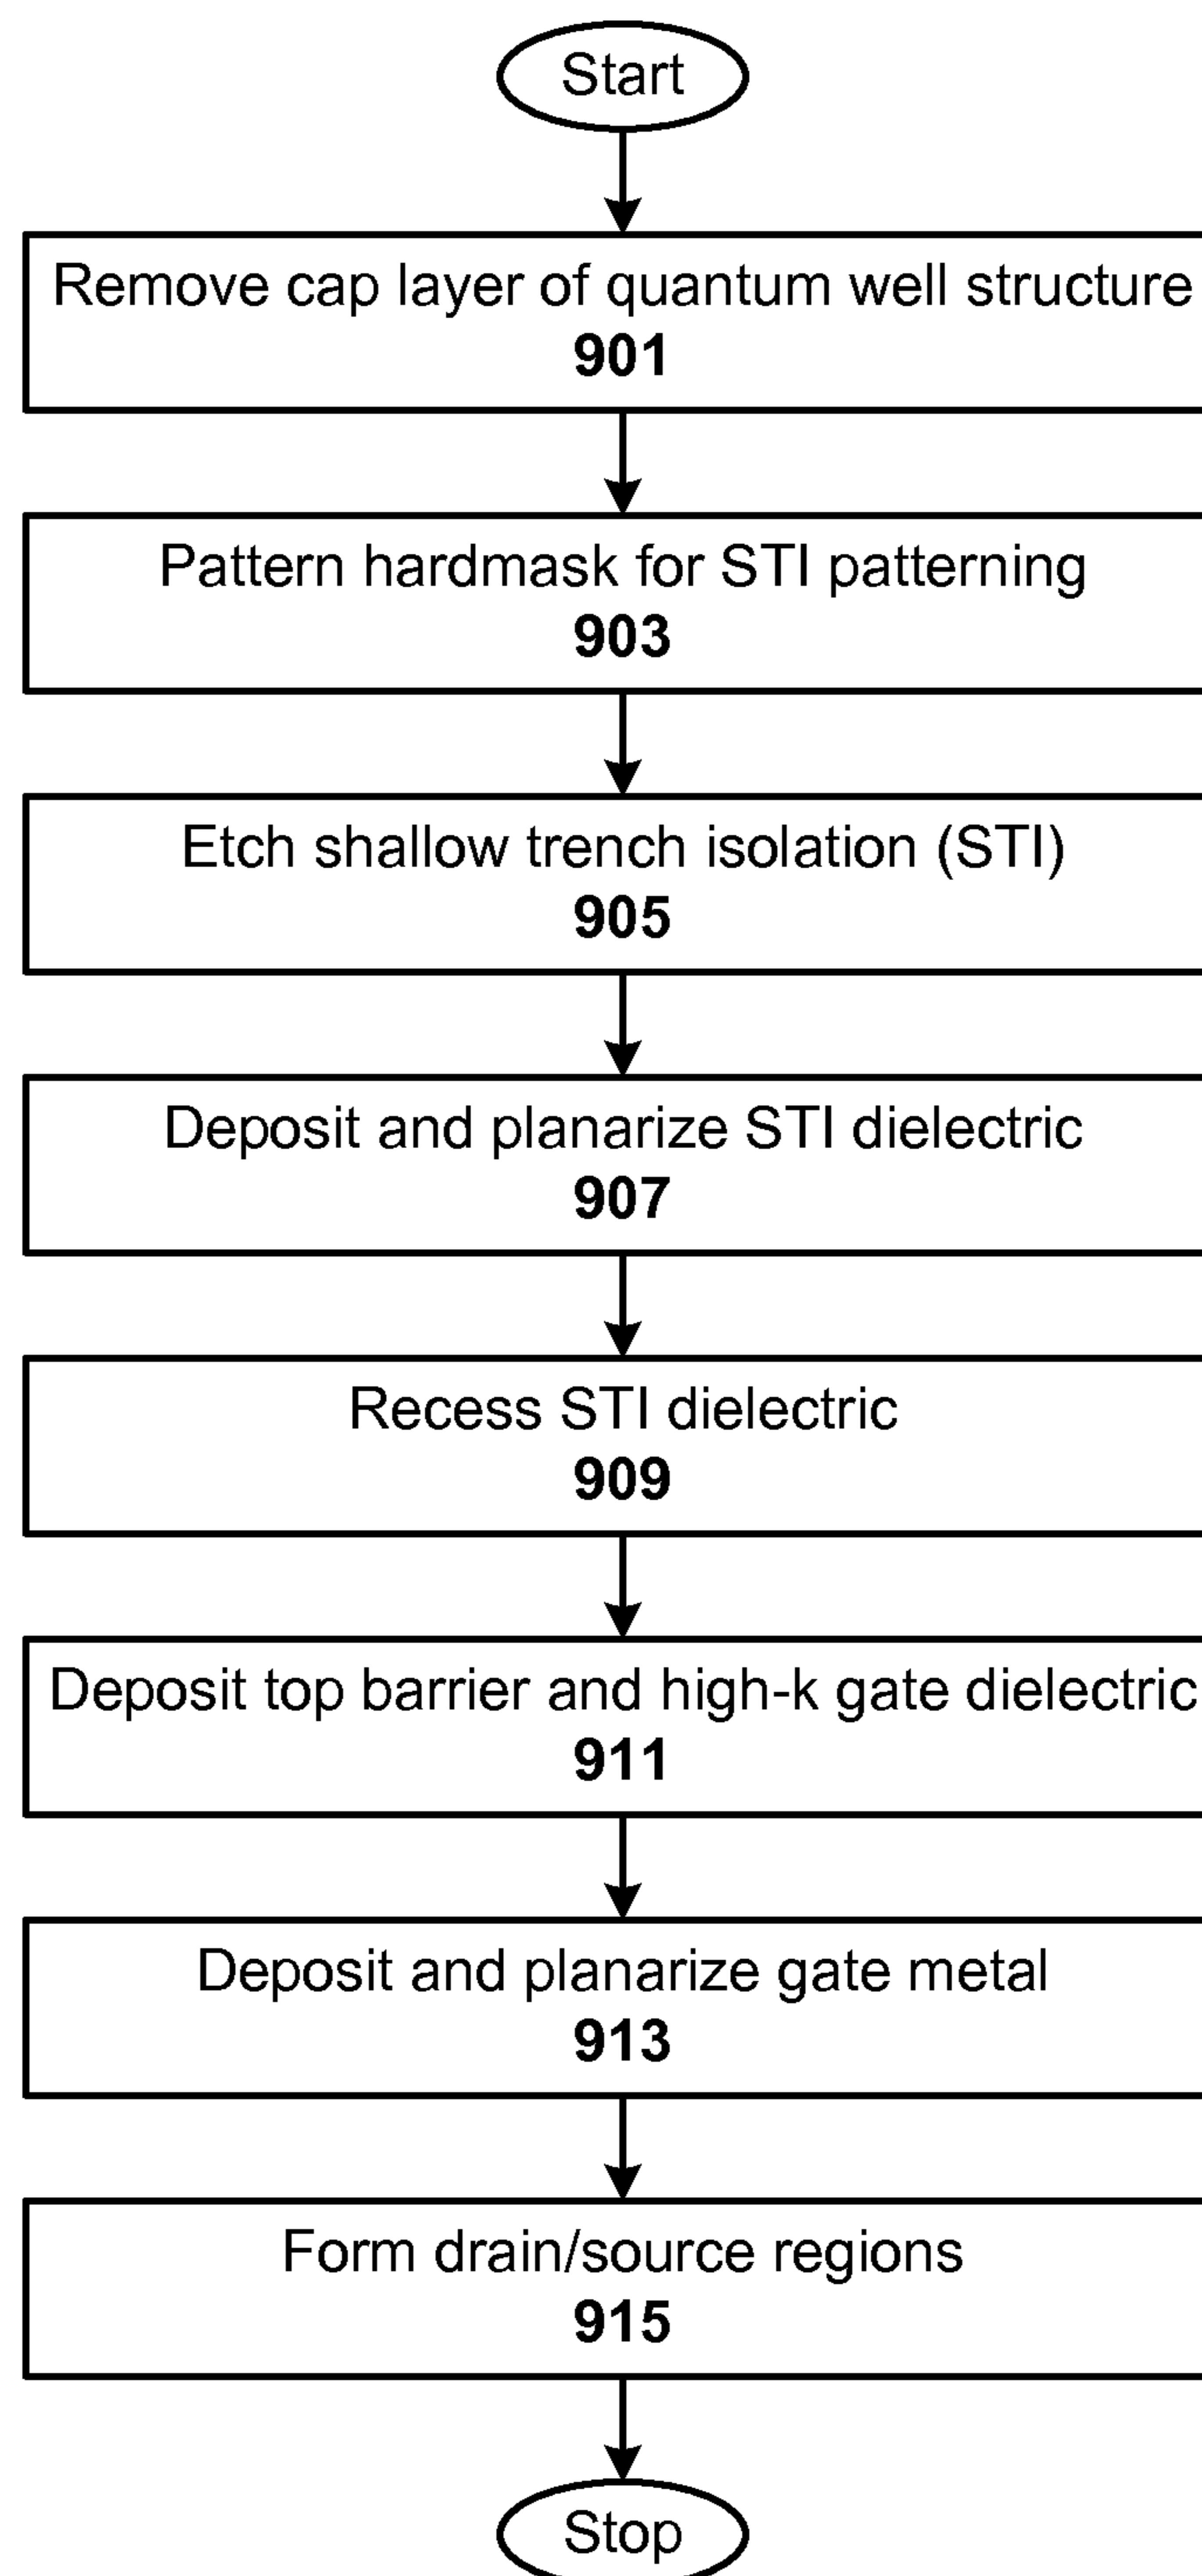 Start
Remove cap layer of quantum well structure
901
Pattern hardmask for STI patterning
903
Etch shallow trench isolation (STI)
905
Deposit and planarize STI dielectric
907
Recess STI dielectric
909
Deposit top barrier and high-k gate dielectric
911
Deposit and planarize gate metal
913
Form drain/source regions
915
Stop